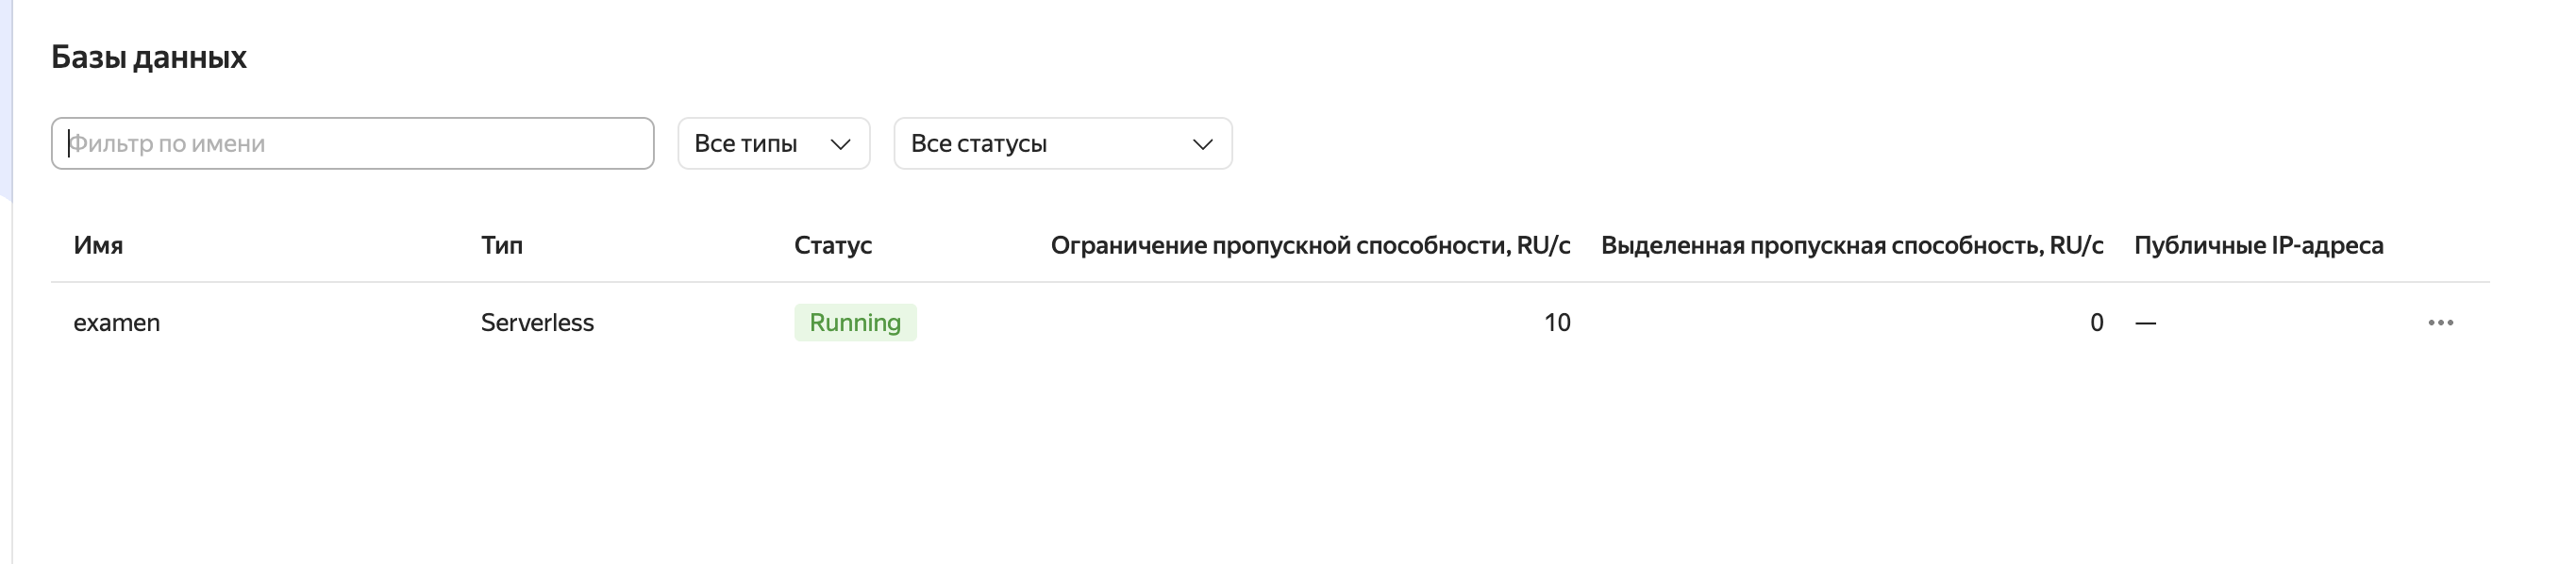 Базы данных
Фильтр по имени Все типы Все статусы
Имя Тип Статус Ограничение пропускной способности, RU/с Выделенная пропускная способность, RU/с Публичные IP-адреса
examen Serverless Running 10 0 —